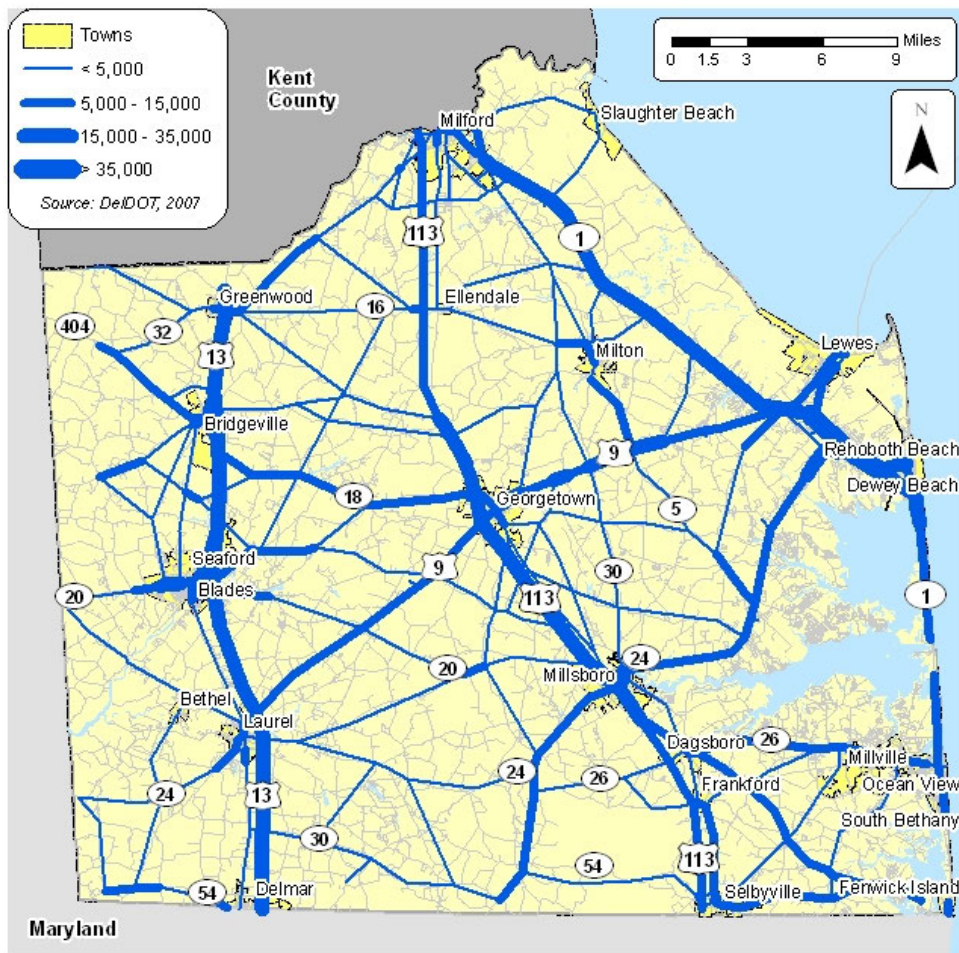 Towns
< 5,000
5,000 - 15,000
15,000 - 35,000
> 35,000
Source: DelDOT, 2007
Miles
0 1.5 3 6 9
N
Kent
County
Milford
Slaughter Beach
113
1
Greenwood
16
Ellendale
404
32
13
Milton
Lewes
Bridgeville
9
Rehoboth Beach
Dewey Beach
18
Georgetown
5
Seaford
9
30
20
Blades
113
1
24
20
Millsboro
Bethel
Laurel
Dagsboro
26
Millville
24
13
24
26
Frankford
Ocean View
South Bethany
30
54
113
54
Delmar
Selbyville
Fenwick Island
Maryland